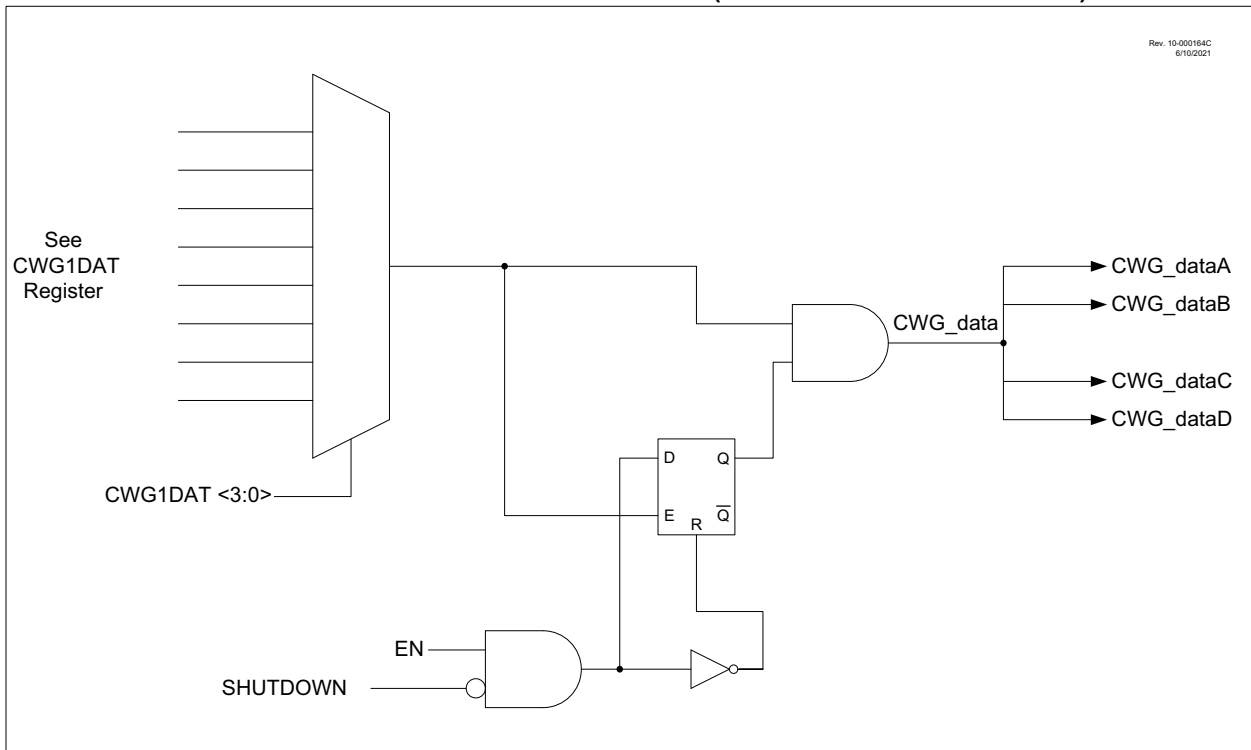 Rev. 10-000164C
6/10/2021
See
CWG1DAT
Register
CWG1DAT <3:0>
CWG_data
CWG_dataA
CWG_dataB
CWG_dataC
CWG_dataD
D
Q
E
R
Q̅
EN
SHUTDOWN